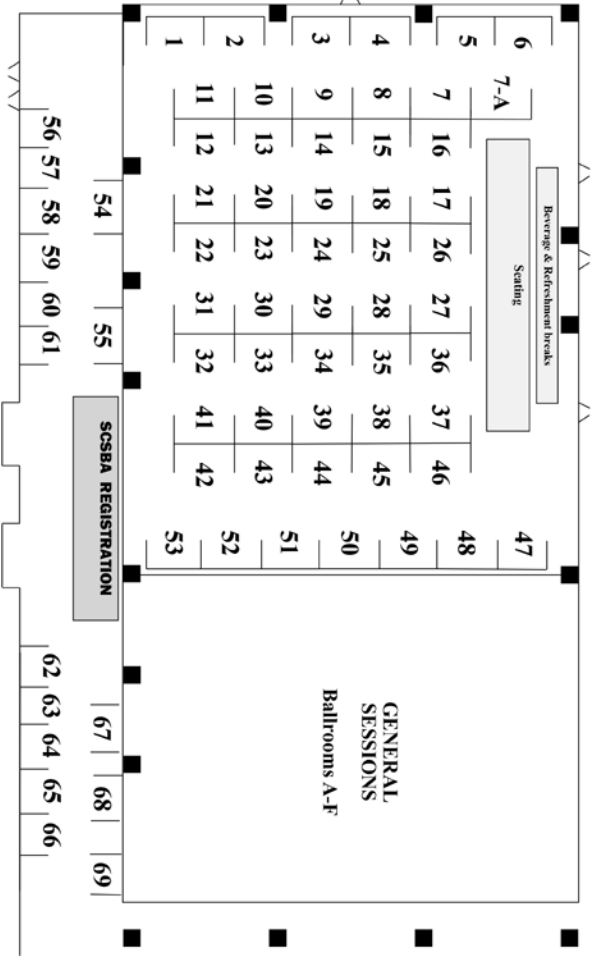 Beverage & Refreshment breaks
6 Seating 47
7-A
5 48
7 16 17 26 27 36 37 46
49
4 8 15 18 25 28 35 38 45
50
3 9 14 19 24 29 34 39 44
GENERAL
SESSIONS
Ballrooms A-F
51
10 13 20 23 30 33 40 43
2 52
11 12 21 22 31 32 41 42
1 53
54 55 SCSBA REGISTRATION 67 68 69
56 57 58 59 60 61 62 63 64 65 66